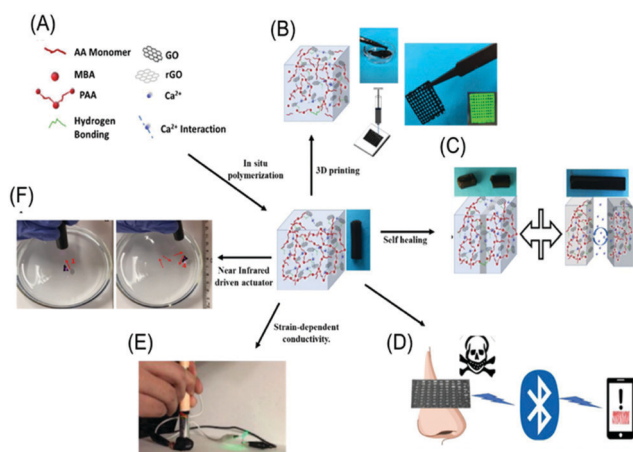 (A)
AA Monomer
GO
MBA
rGO
PAA
Ca²⁺
Hydrogen
Bonding
Ca²⁺ Interaction
(B)
In situ
polymerization
3D printing
(C)
Self healing
(F)
Near Infrared
driven actuator
Strain-dependent
conductivity.
(E)
(D)
!